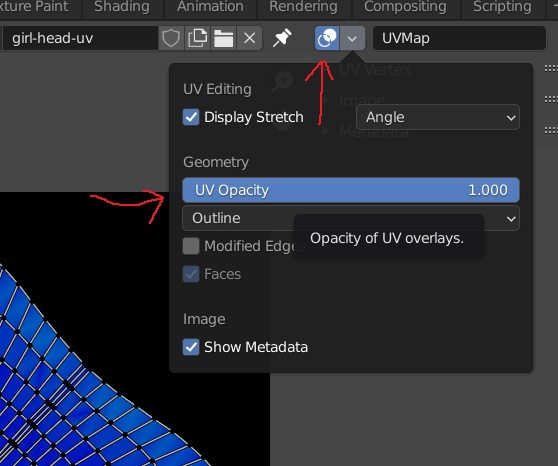 xture Paint Shading Animation Rendering Compositing Scripting
girl-head-uv UVMap
UV Vertex
UV Editing
Image
Display Stretch Angle
Metadata
Geometry
UV Opacity 1.000
Outline
Opacity of UV overlays.
Modified Edges
Faces
Image
Show Metadata